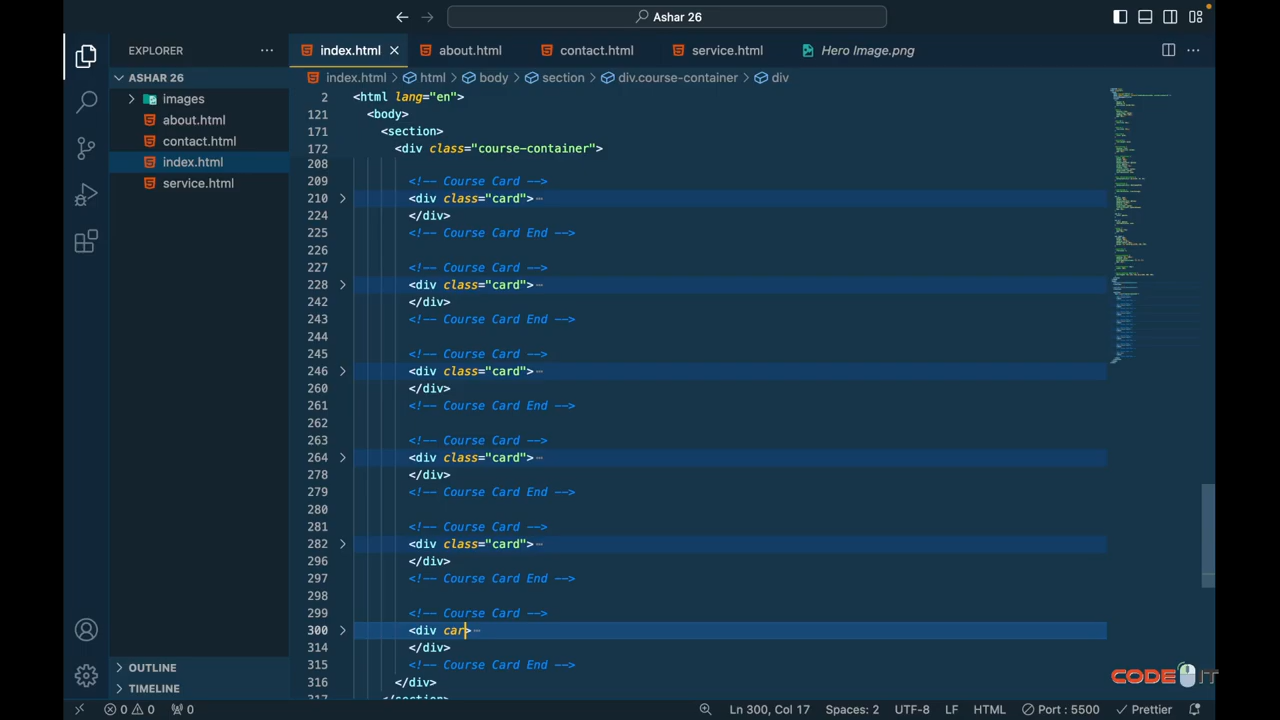 Ashar 26
EXPLORER
index.html
about.html
contact.html
service.html
Hero Image.png
ASHAR 26
images
about.html
contact.html
index.html
service.html
index.html > html > body > section > div.course-container > div
2 <html lang="en">
121 <body>
171 <section>
172 <div class="course-container">
208
209 <!-- Course Card -->
210 <div class="card"> ⋯
224 </div>
225 <!-- Course Card End -->
226
227 <!-- Course Card -->
228 <div class="card"> ⋯
242 </div>
243 <!-- Course Card End -->
244
245 <!-- Course Card -->
246 <div class="card"> ⋯
260 </div>
261 <!-- Course Card End -->
262
263 <!-- Course Card -->
264 <div class="card"> ⋯
278 </div>
279 <!-- Course Card End -->
280
281 <!-- Course Card -->
282 <div class="card"> ⋯
296 </div>
297 <!-- Course Card End -->
298
299 <!-- Course Card -->
300 <div car> ⋯
314 </div>
315 <!-- Course Card End -->
316 </div>
317 </section>
OUTLINE
TIMELINE
CODE IT
0 0 0
Ln 300, Col 17
Spaces: 2
UTF-8
LF
HTML
Port : 5500
Prettier